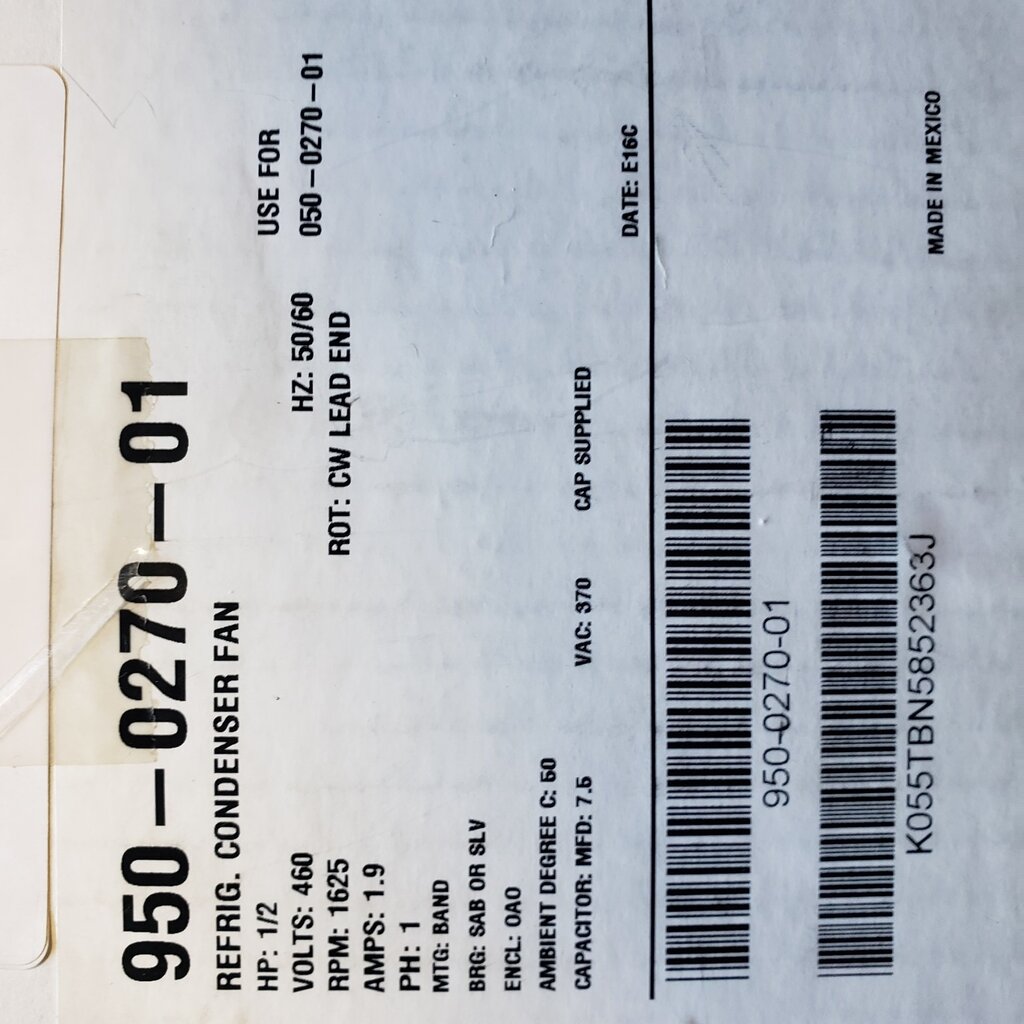 950-0270-01
REFRIG. CONDENSER FAN
HP: 1/2 USE FOR
VOLTS: 460 HZ: 50/60 050-0270-01
RPM: 1625 ROT: CW LEAD END
AMPS: 1.9
PH: 1
MTG: BAND
BRG: SAB OR SLV
ENCL: OAO
AMBIENT DEGREE C: 50
CAPACITOR: MFD: 7.5 VAC: 370 CAP SUPPLIED
DATE: E16C
950-0270-01
K055TBN5852363J
MADE IN MEXICO